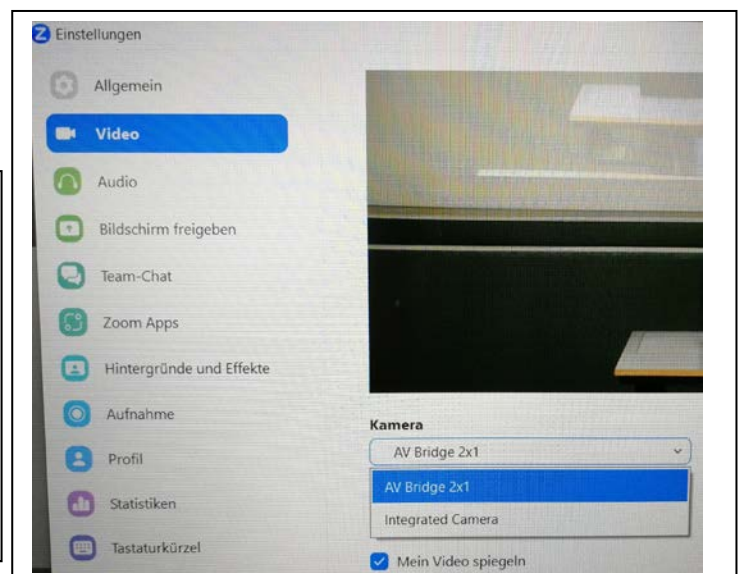 Einstellungen
Allgemein
Video
Audio
Bildschirm freigeben
Team-Chat
Zoom Apps
Hintergründe und Effekte
Aufnahme
Profil
Statistiken
Tastaturkürzel
Kamera
AV Bridge 2x1
AV Bridge 2x1
Integrated Camera
Mein Video spiegeln